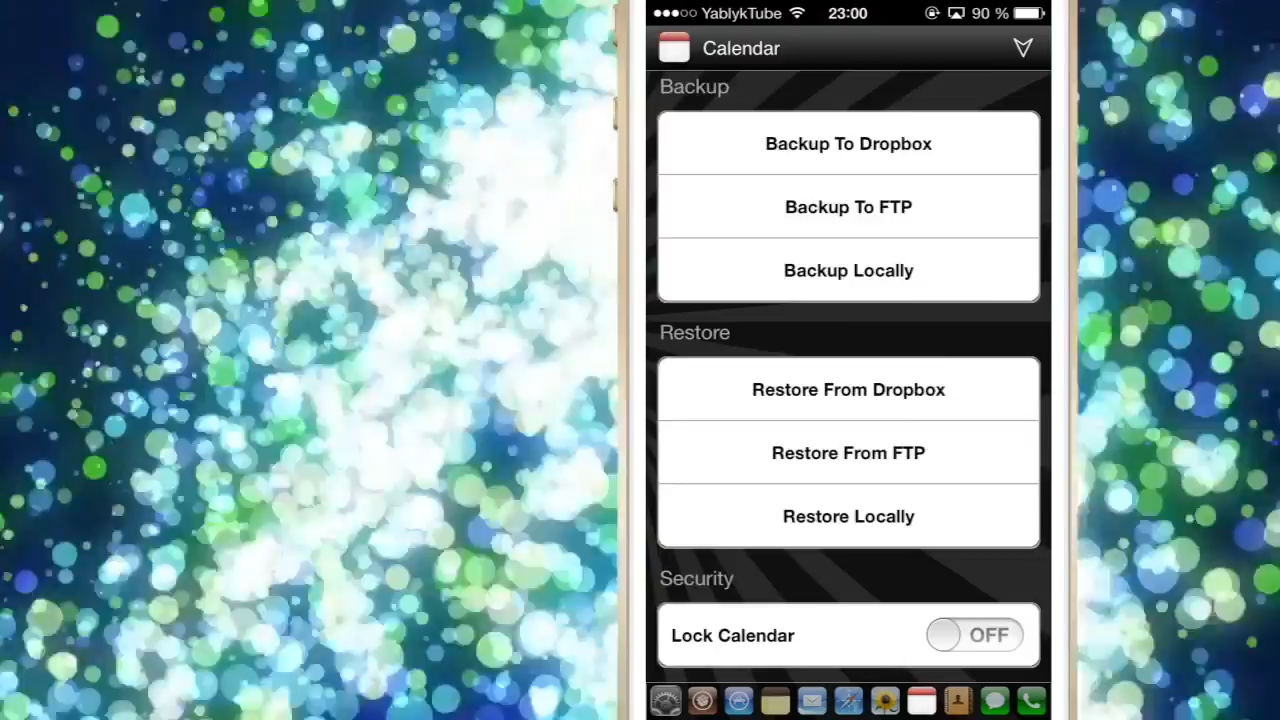 YablykTube 23:00 90 %
Calendar
Backup
Backup To Dropbox
Backup To FTP
Backup Locally
Restore
Restore From Dropbox
Restore From FTP
Restore Locally
Security
Lock Calendar OFF